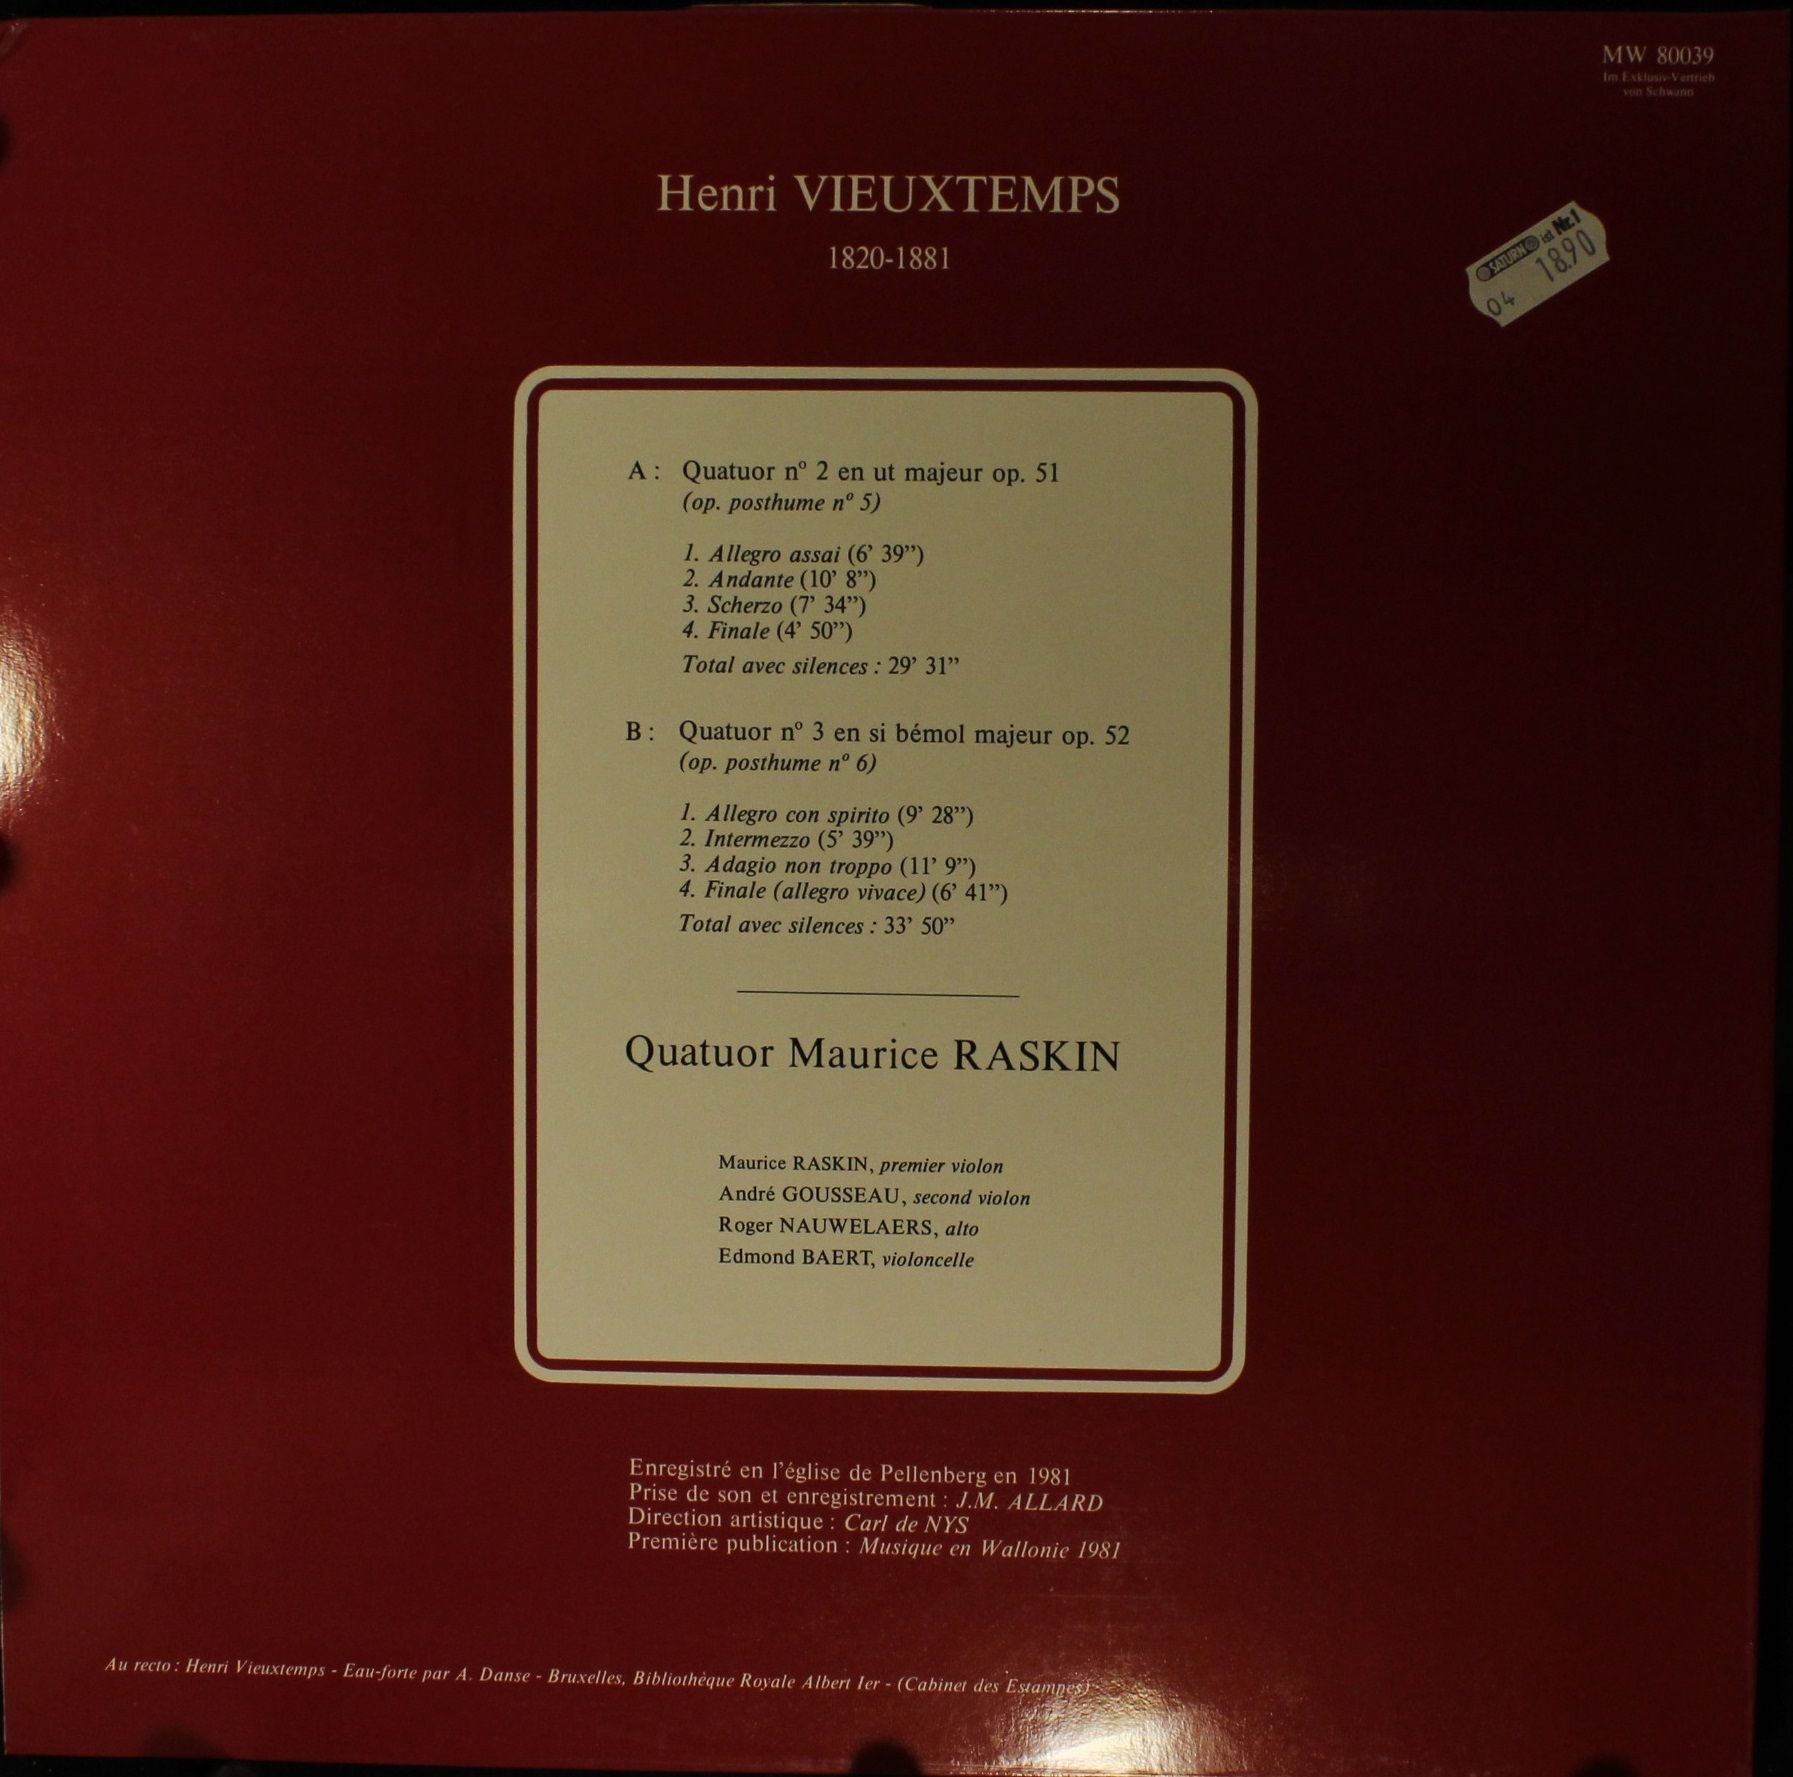 MW 80039
Im Exklusiv-Vertrieb
von Schwann
Henri VIEUXTEMPS
1820-1881
SATURN ist Nr.1
04 18.90
A : Quatuor nº 2 en ut majeur op. 51
(op. posthume nº 5)
1. Allegro assai (6’ 39”)
2. Andante (10’ 8”)
3. Scherzo (7’ 34”)
4. Finale (4’ 50”)
Total avec silences : 29’ 31”
B : Quatuor nº 3 en si bémol majeur op. 52
(op. posthume nº 6)
1. Allegro con spirito (9’ 28”)
2. Intermezzo (5’ 39”)
3. Adagio non troppo (11’ 9”)
4. Finale (allegro vivace) (6’ 41”)
Total avec silences : 33’ 50”
Quatuor Maurice RASKIN
Maurice RASKIN, premier violon
André GOUSSEAU, second violon
Roger NAUWELAERS, alto
Edmond BAERT, violoncelle
Enregistré en l’église de Pellenberg en 1981
Prise de son et enregistrement : J.M. ALLARD
Direction artistique : Carl de NYS
Première publication : Musique en Wallonie 1981
Au recto : Henri Vieuxtemps - Eau-forte par A. Danse - Bruxelles, Bibliothèque Royale Albert Ier - (Cabinet des Estampes)